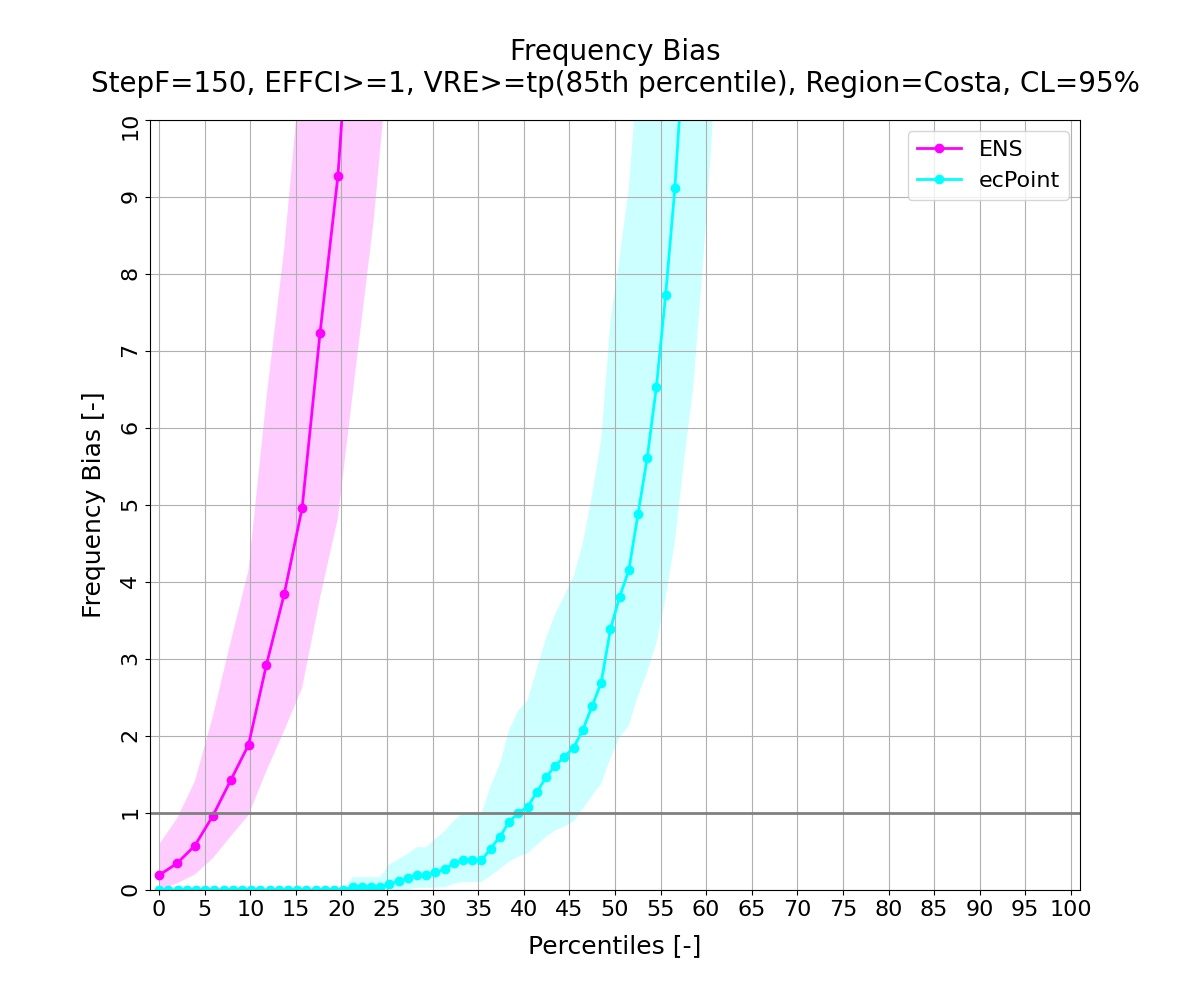 Frequency Bias
StepF=150, EFFCI>=1, VRE>=tp(85th percentile), Region=Costa, CL=95%
ENS
ecPoint
Frequency Bias [-]
10
9
8
7
6
5
4
3
2
1
0
0 5 10 15 20 25 30 35 40 45 50 55 60 65 70 75 80 85 90 95 100
Percentiles [-]